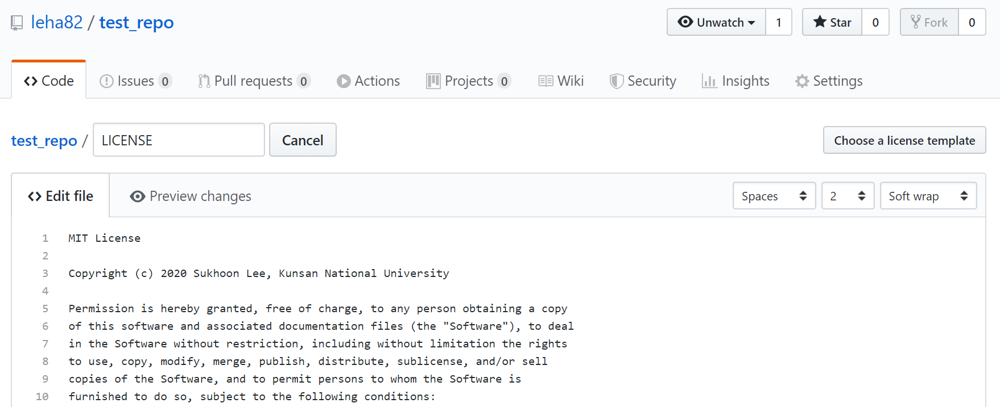 leha82 / test_repo Unwatch 1 Star 0 Fork 0
Code Issues 0 Pull requests 0 Actions Projects 0 Wiki Security Insights Settings
test_repo / LICENSE Cancel Choose a license template
Edit file Preview changes Spaces 2 Soft wrap
1 MIT License
2
3 Copyright (c) 2020 Sukhoon Lee, Kunsan National University
4
5 Permission is hereby granted, free of charge, to any person obtaining a copy
6 of this software and associated documentation files (the "Software"), to deal
7 in the Software without restriction, including without limitation the rights
8 to use, copy, modify, merge, publish, distribute, sublicense, and/or sell
9 copies of the Software, and to permit persons to whom the Software is
10 furnished to do so, subject to the following conditions: